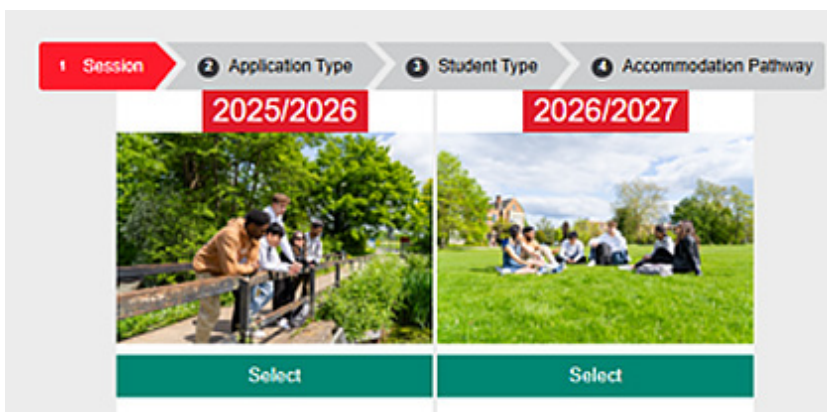 1 Session 2 Application Type 3 Student Type 4 Accommodation Pathway
2025/2026 2026/2027
Select Select